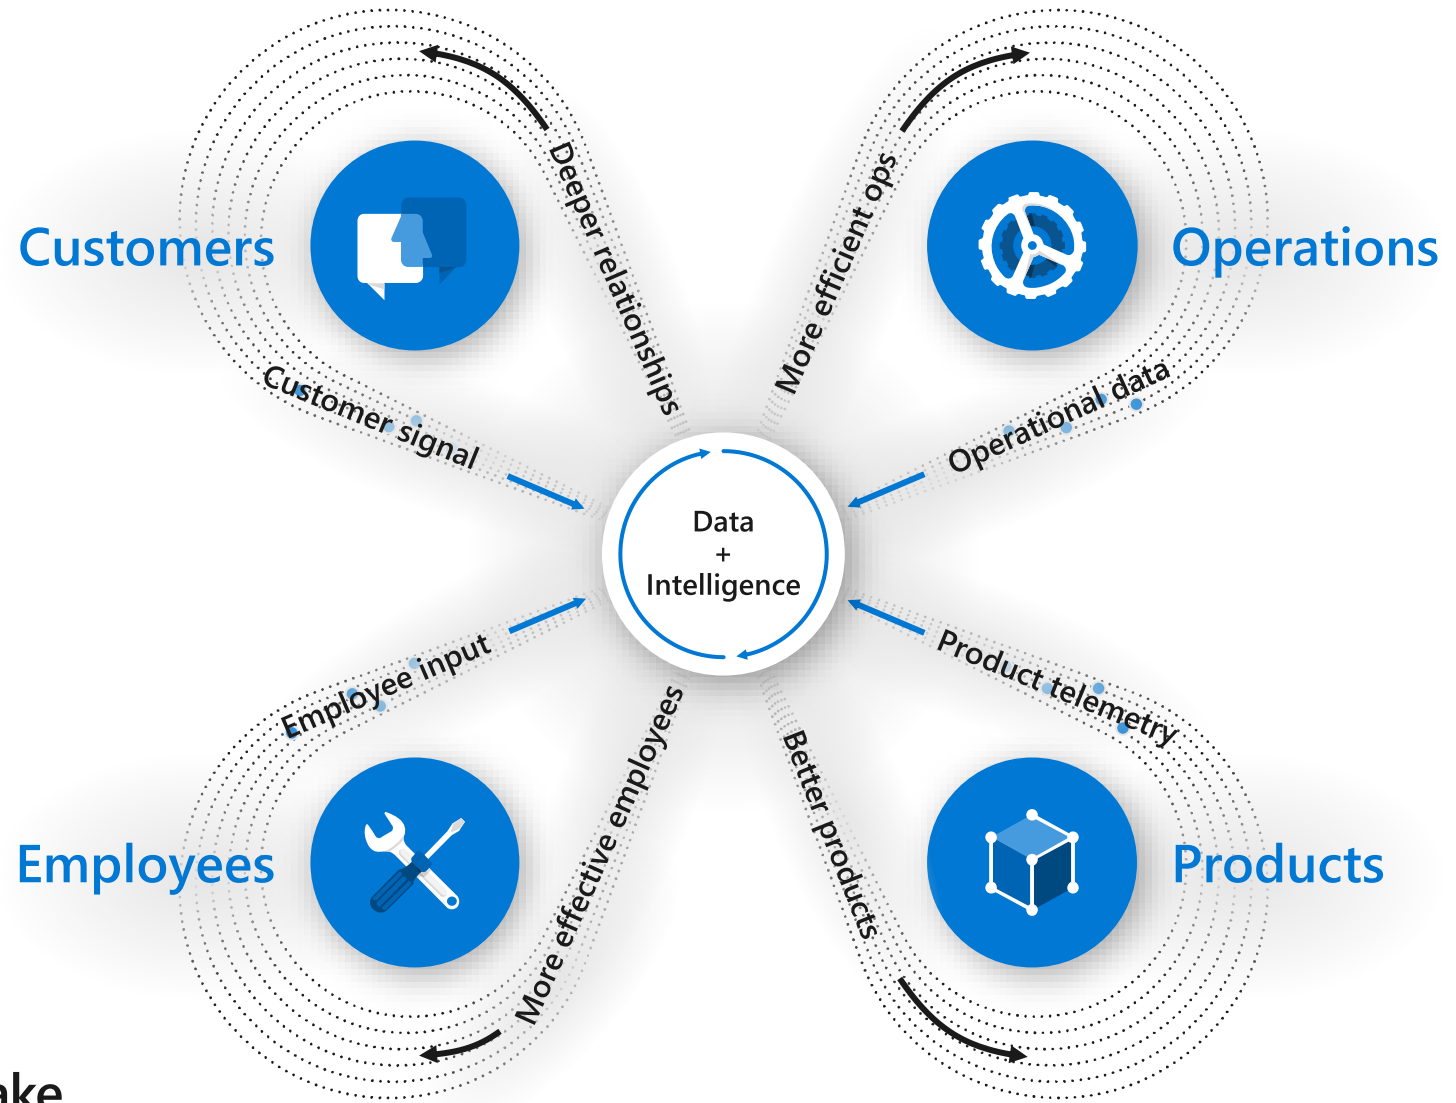 Customers
Deeper relationships
Customer signal
More efficient ops
Operations
Operational data
Data
+
Intelligence
Employee input
Employees
More effective employees
Product telemetry
Better products
Products